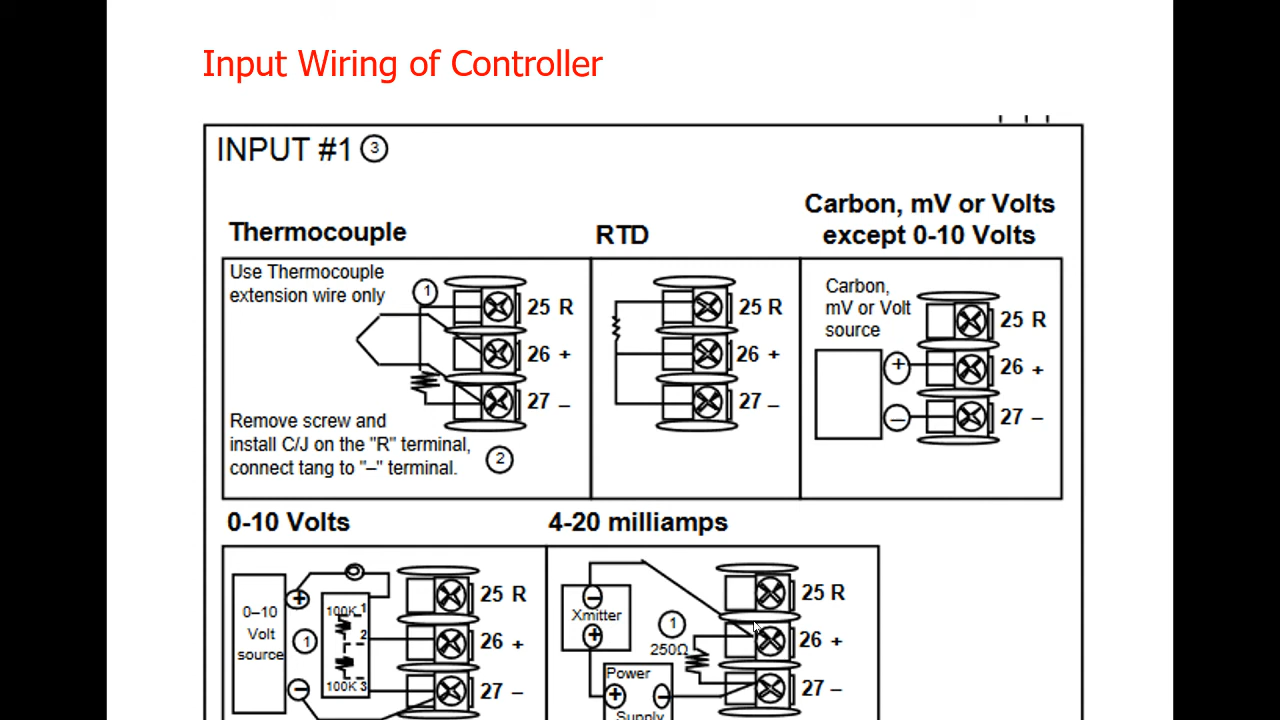 Input Wiring of Controller
INPUT #1 3
Carbon, mV or Volts
except 0-10 Volts
Thermocouple
RTD
Use Thermocouple
extension wire only
1
25 R
26 +
27 –
Remove screw and
install C/J on the "R" terminal,
connect tang to "–" terminal.
2
25 R
26 +
27 –
Carbon,
mV or Volt
source
+
–
25 R
26 +
27 –
0-10 Volts
4-20 milliamps
0–10
Volt
source
+
–
1
100K 1
2
100K 3
25 R
26 +
27 –
–
Xmitter
+
1
250Ω
Power
+ –
Supply
25 R
26 +
27 –